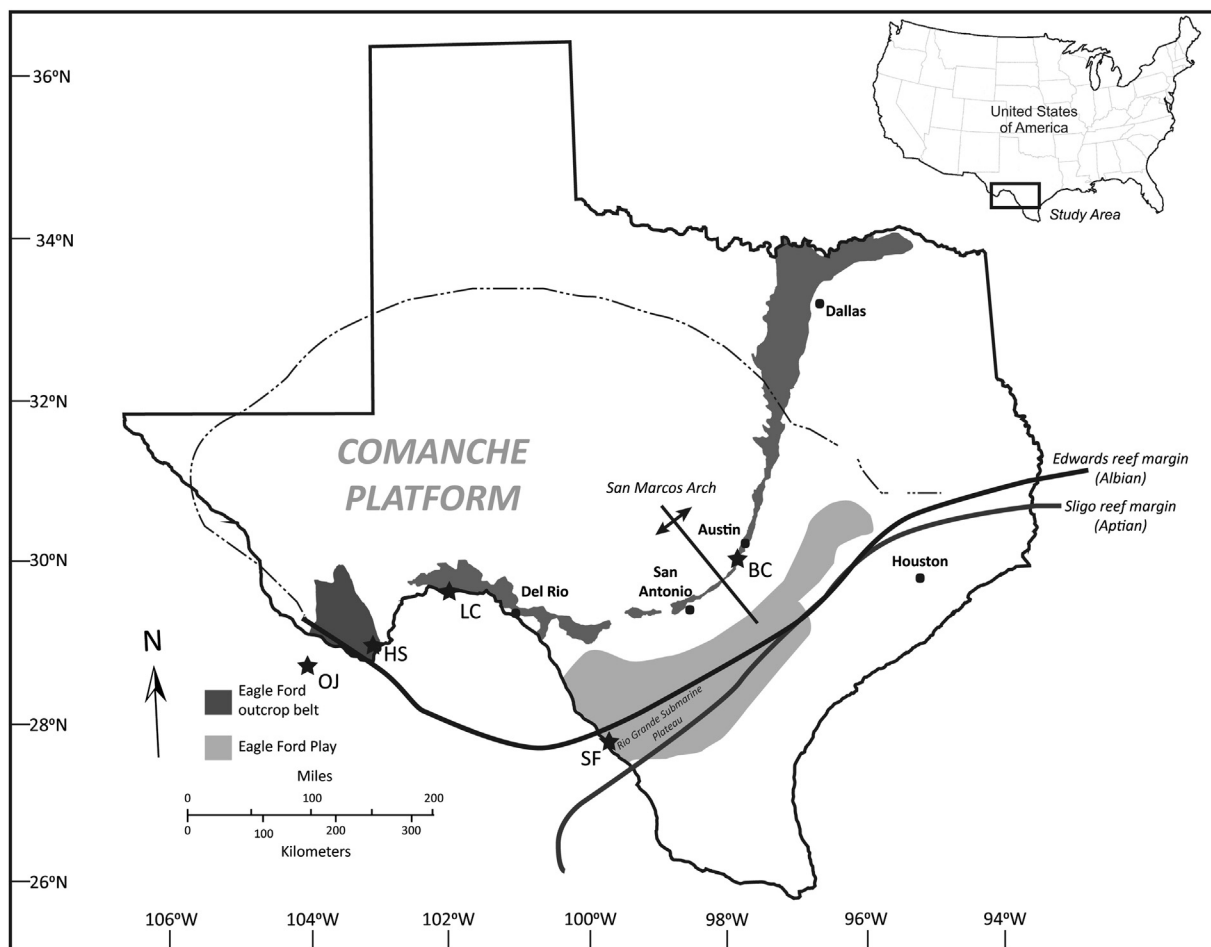 36ºN
34ºN
32ºN
30ºN
28ºN
26ºN
United States
of America
Study Area
Dallas
COMANCHE
PLATFORM
San Marcos Arch
Edwards reef margin
(Albian)
Sligo reef margin
(Aptian)
Austin
BC
Houston
San
Antonio
Del Rio
LC
HS
OJ
SF
Rio Grande Submarine
Plateau
N
Eagle Ford
outcrop belt
Eagle Ford Play
Miles
0 100 200
0 100 200 300
Kilometers
106ºW 104ºW 102ºW 100ºW 98ºW 96ºW 94ºW